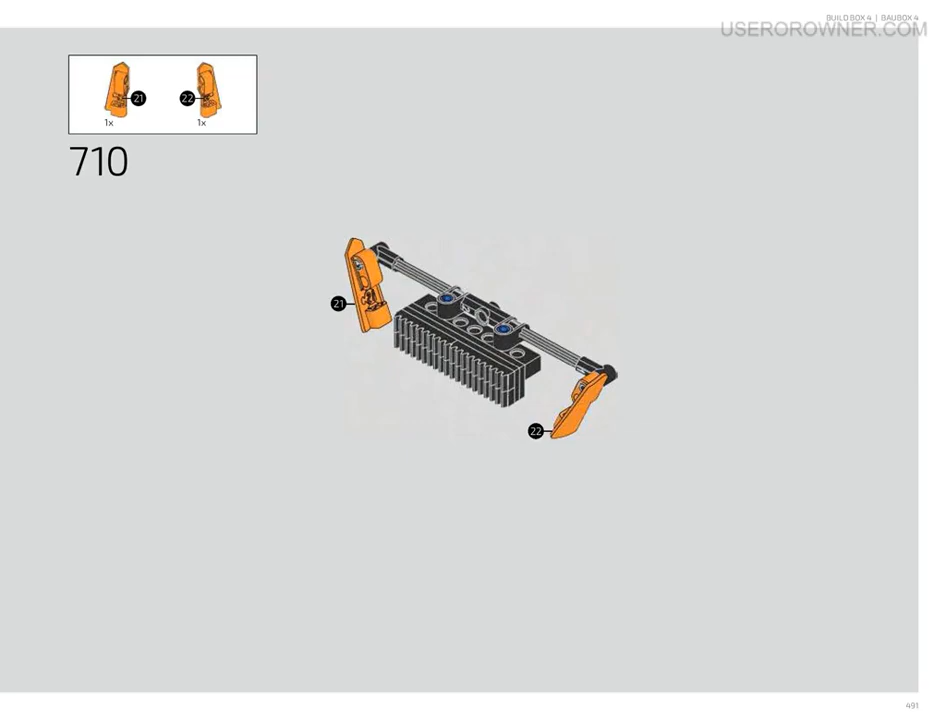 BUILD BOX 4 | BAUBOX 4
USEROROWNER.COM
21
22
1x
1x
710
21
22
491